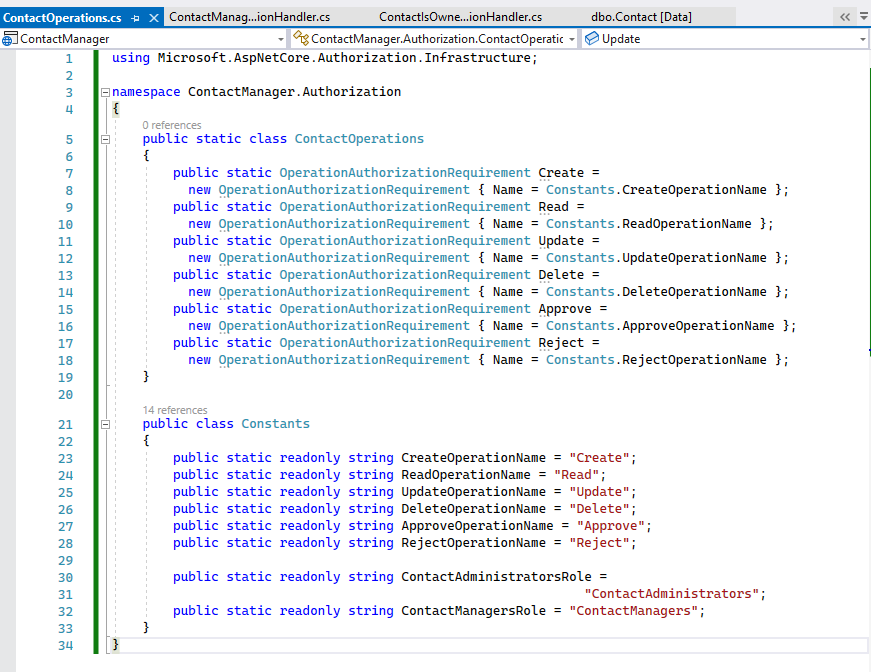 ContactOperations.cs
ContactManag...ionHandler.cs
ContactIsOwne...ionHandler.cs
dbo.Contact [Data]
ContactManager
ContactManager.Authorization.ContactOperatic
Update
1 using Microsoft.AspNetCore.Authorization.Infrastructure;
2
3 namespace ContactManager.Authorization
4 {
0 references
5 public static class ContactOperations
6 {
7 public static OperationAuthorizationRequirement Create =
8 new OperationAuthorizationRequirement { Name = Constants.CreateOperationName };
9 public static OperationAuthorizationRequirement Read =
10 new OperationAuthorizationRequirement { Name = Constants.ReadOperationName };
11 public static OperationAuthorizationRequirement Update =
12 new OperationAuthorizationRequirement { Name = Constants.UpdateOperationName };
13 public static OperationAuthorizationRequirement Delete =
14 new OperationAuthorizationRequirement { Name = Constants.DeleteOperationName };
15 public static OperationAuthorizationRequirement Approve =
16 new OperationAuthorizationRequirement { Name = Constants.ApproveOperationName };
17 public static OperationAuthorizationRequirement Reject =
18 new OperationAuthorizationRequirement { Name = Constants.RejectOperationName };
19 }
20
14 references
21 public class Constants
22 {
23 public static readonly string CreateOperationName = "Create";
24 public static readonly string ReadOperationName = "Read";
25 public static readonly string UpdateOperationName = "Update";
26 public static readonly string DeleteOperationName = "Delete";
27 public static readonly string ApproveOperationName = "Approve";
28 public static readonly string RejectOperationName = "Reject";
29
30 public static readonly string ContactAdministratorsRole =
31 "ContactAdministrators";
32 public static readonly string ContactManagersRole = "ContactManagers";
33 }
34 }